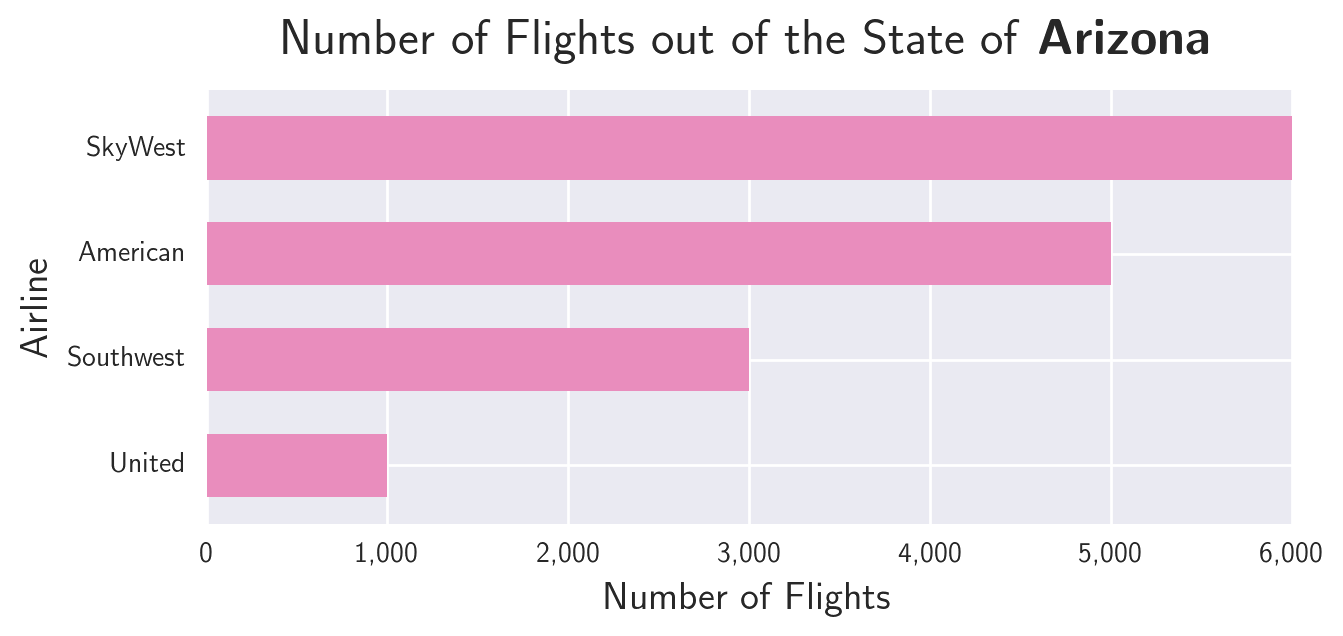 Number of Flights out of the State of Arizona
SkyWest
American
Southwest
United
Airline
0 1,000 2,000 3,000 4,000 5,000 6,000
Number of Flights